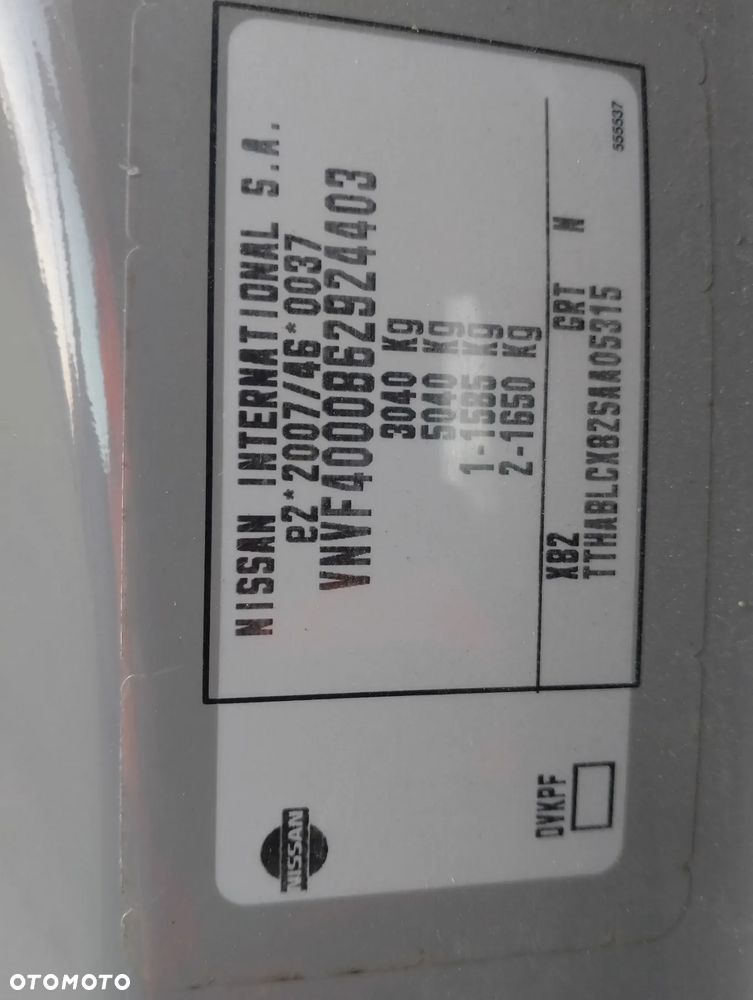 NISSAN INTERNATIONAL S.A.
e2*2007/46*0037
VNVF4000862924403
3040 Kg
5040 Kg
1-1585 Kg
2-1650 Kg
XB2 GRT N
TTHABLCX82SAA05315
555537
NISSAN
DVKPF
OTOMOTO